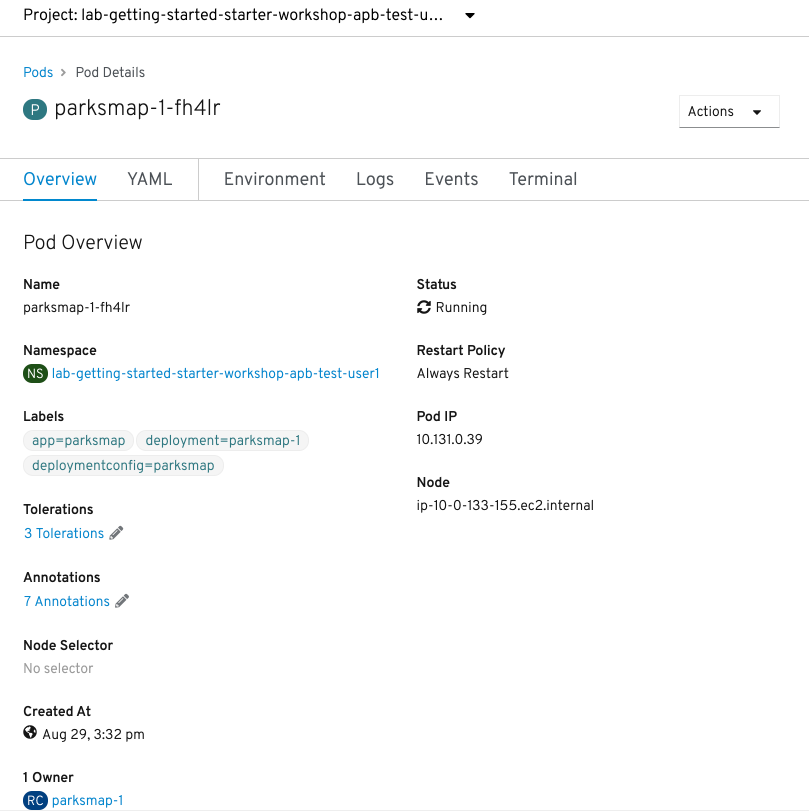 Project: lab-getting-started-starter-workshop-apb-test-u...
Pods > Pod Details
P parksmap-1-fh4lr
Actions
Overview YAML Environment Logs Events Terminal
Pod Overview
Name
parksmap-1-fh4lr
Namespace
NS lab-getting-started-starter-workshop-apb-test-user1
Labels
app=parksmap deployment=parksmap-1
deploymentconfig=parksmap
Tolerations
3 Tolerations
Annotations
7 Annotations
Node Selector
No selector
Created At
Aug 29, 3:32 pm
1 Owner
RC parksmap-1
Status
Running
Restart Policy
Always Restart
Pod IP
10.131.0.39
Node
ip-10-0-133-155.ec2.internal